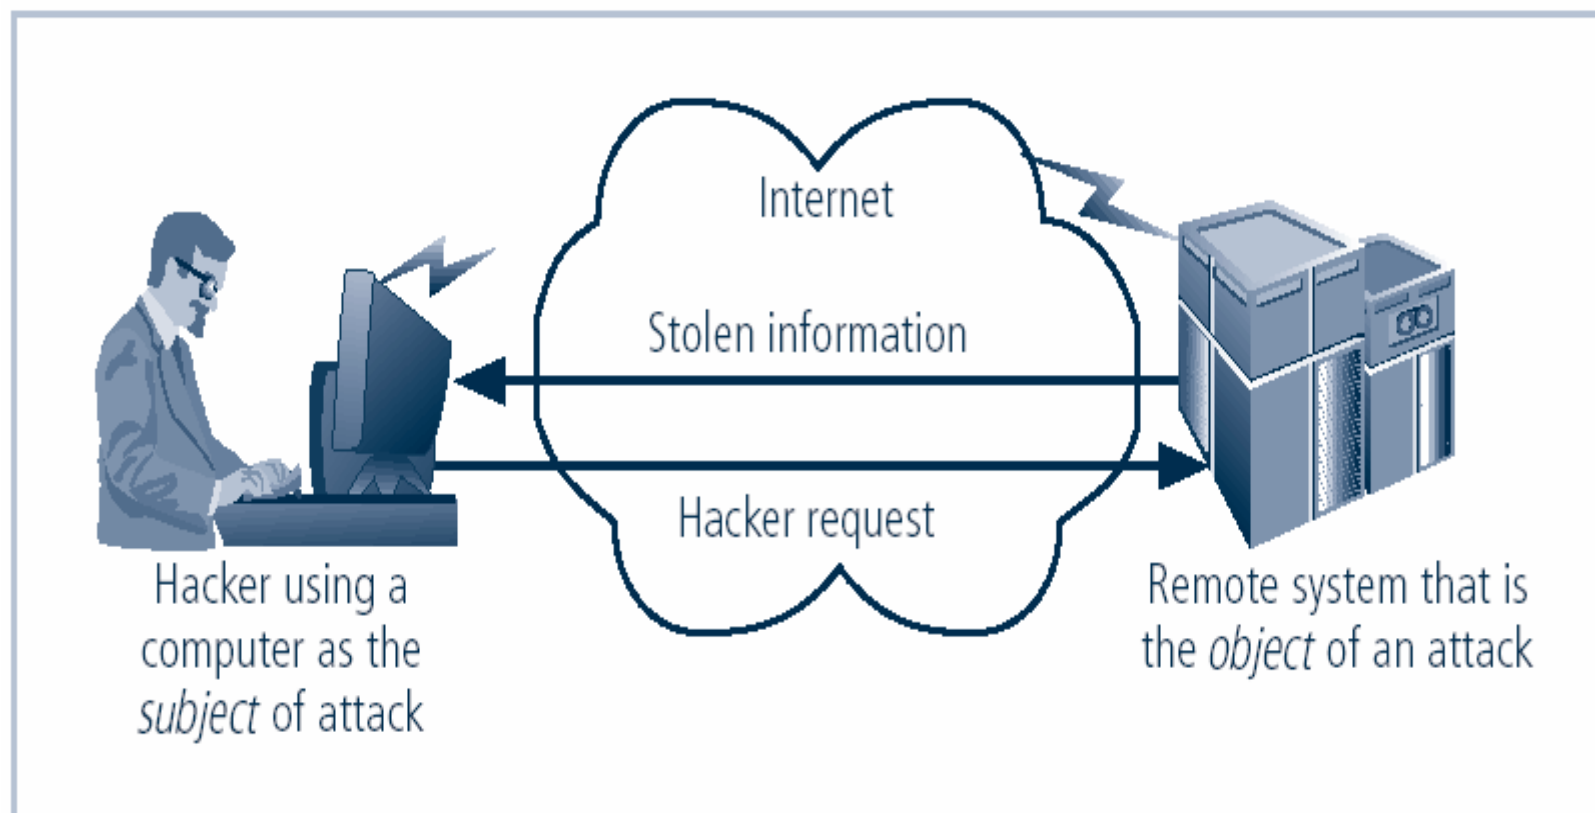 Internet
Stolen information
Hacker request
Hacker using a
computer as the
subject of attack
Remote system that is
the object of an attack